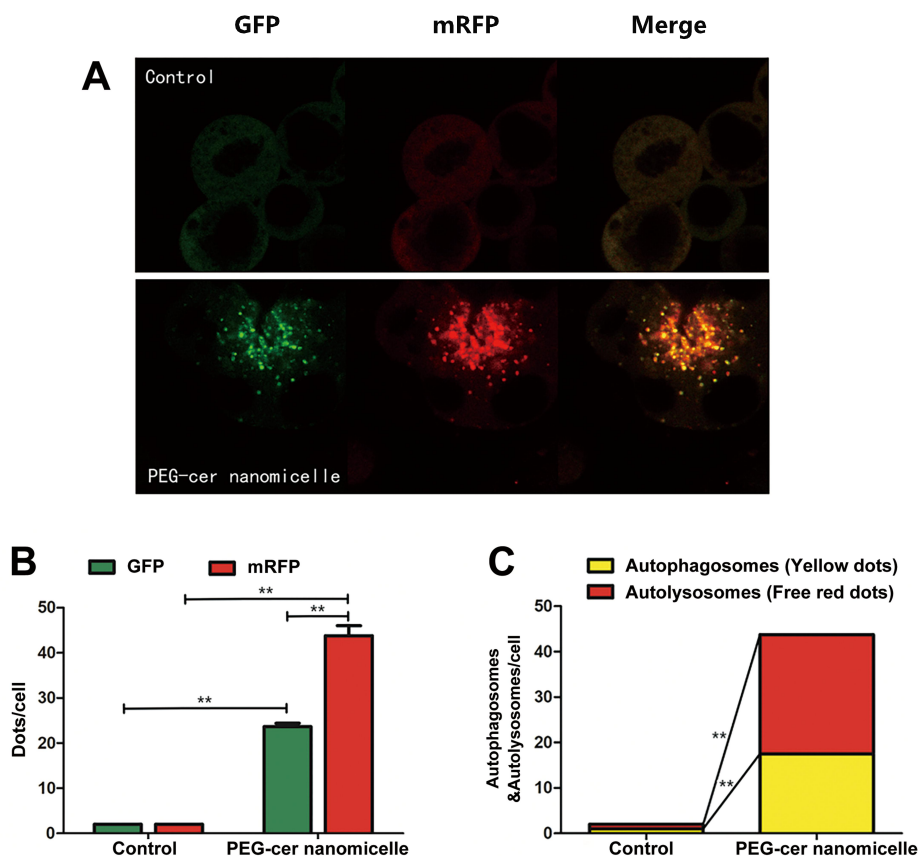 GFP mRFP Merge
A
Control
PEG-cer nanomicelle
B
GFP mRFP
**
**
**
50
40
30
20
10
0
Dots/cell
Control PEG-cer nanomicelle
C
Autophagosomes (Yellow dots)
Autolysosomes (Free red dots)
50
40
30
20
10
0
Autophagosomes
&Autolysosomes/cell
**
**
Control PEG-cer nanomicelle